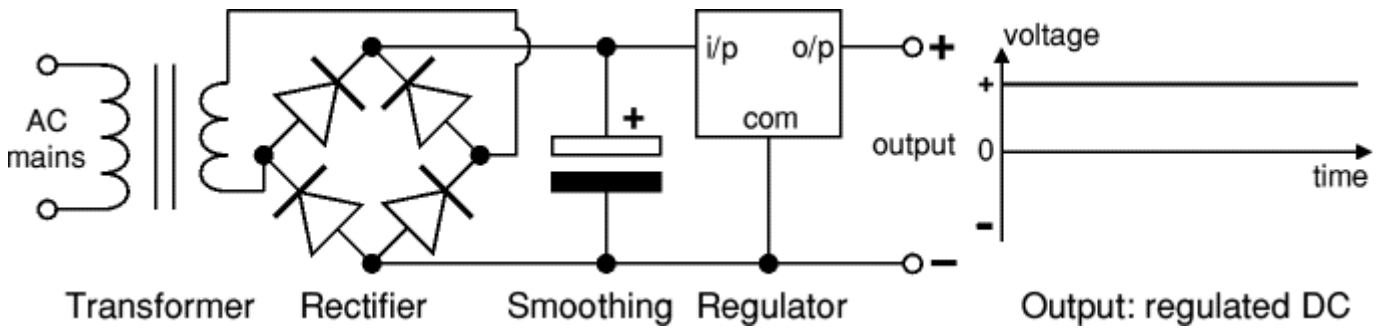 AC
mains
+
i/p o/p
com
+
−
output
voltage
+
0
-
time
Transformer Rectifier Smoothing Regulator Output: regulated DC